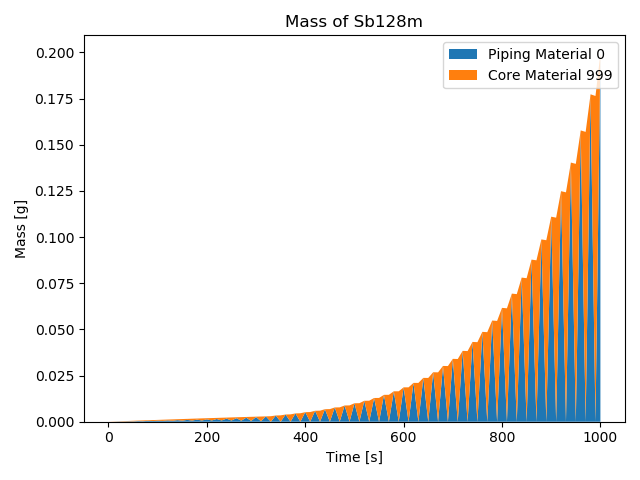 Mass of Sb128m
Piping Material 0
Core Material 999
Mass [g]
0.200
0.175
0.150
0.125
0.100
0.075
0.050
0.025
0.000
0 200 400 600 800 1000
Time [s]